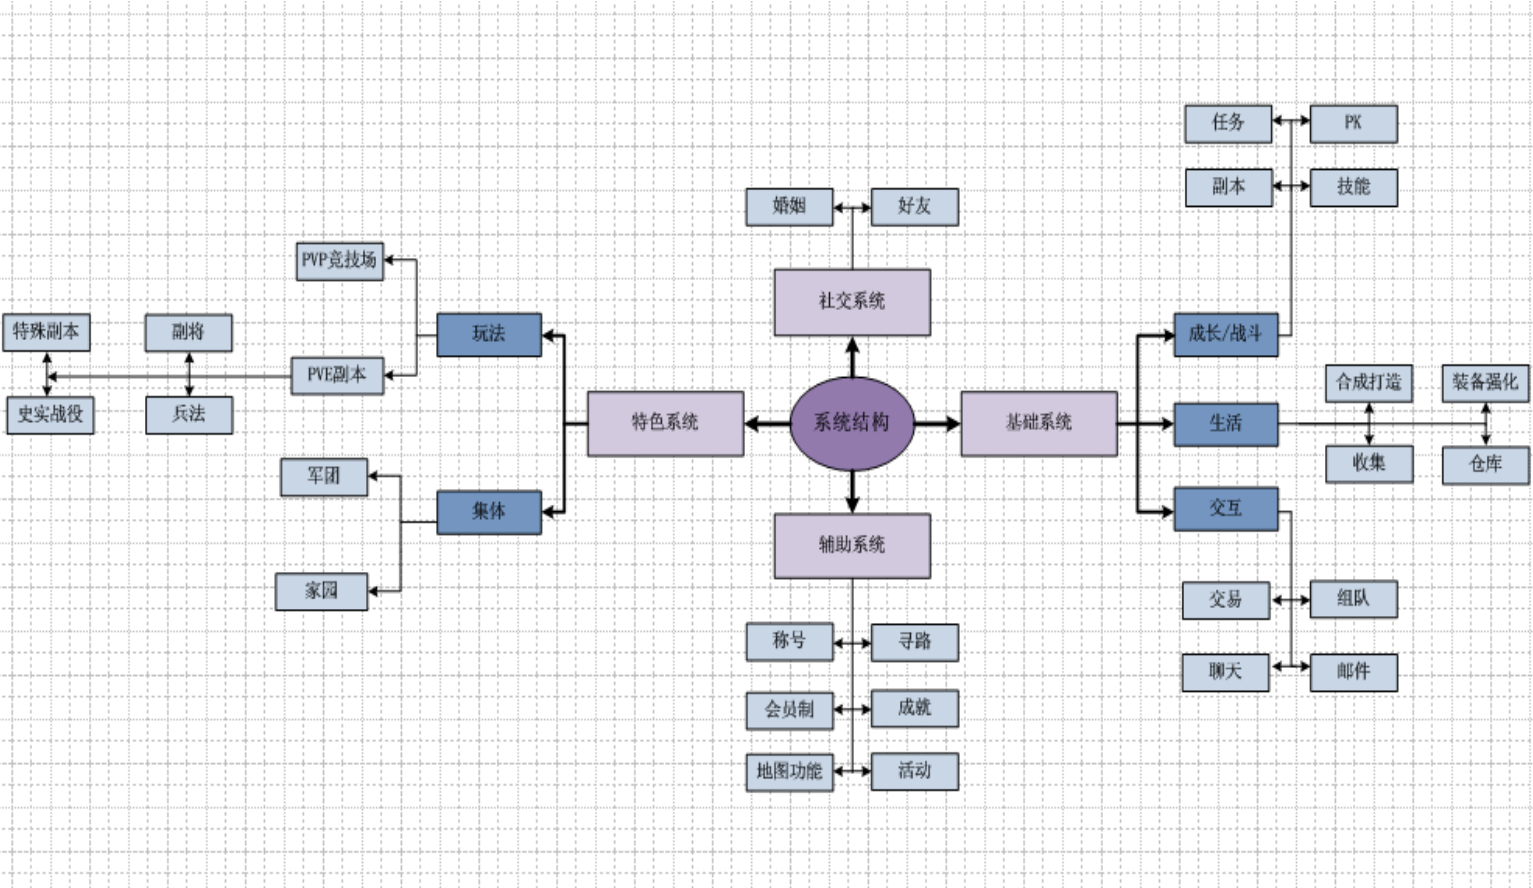 任务
PK
副本
技能
婚姻
好友
PVP竞技场
社交系统
特殊副本
副将
玩法
成长/战斗
PVE副本
合成打造
装备强化
史实战役
兵法
特色系统
系统结构
基础系统
生活
收集
仓库
军团
集体
交互
辅助系统
家园
交易
组队
称号
寻路
聊天
邮件
会员制
成就
地图功能
活动